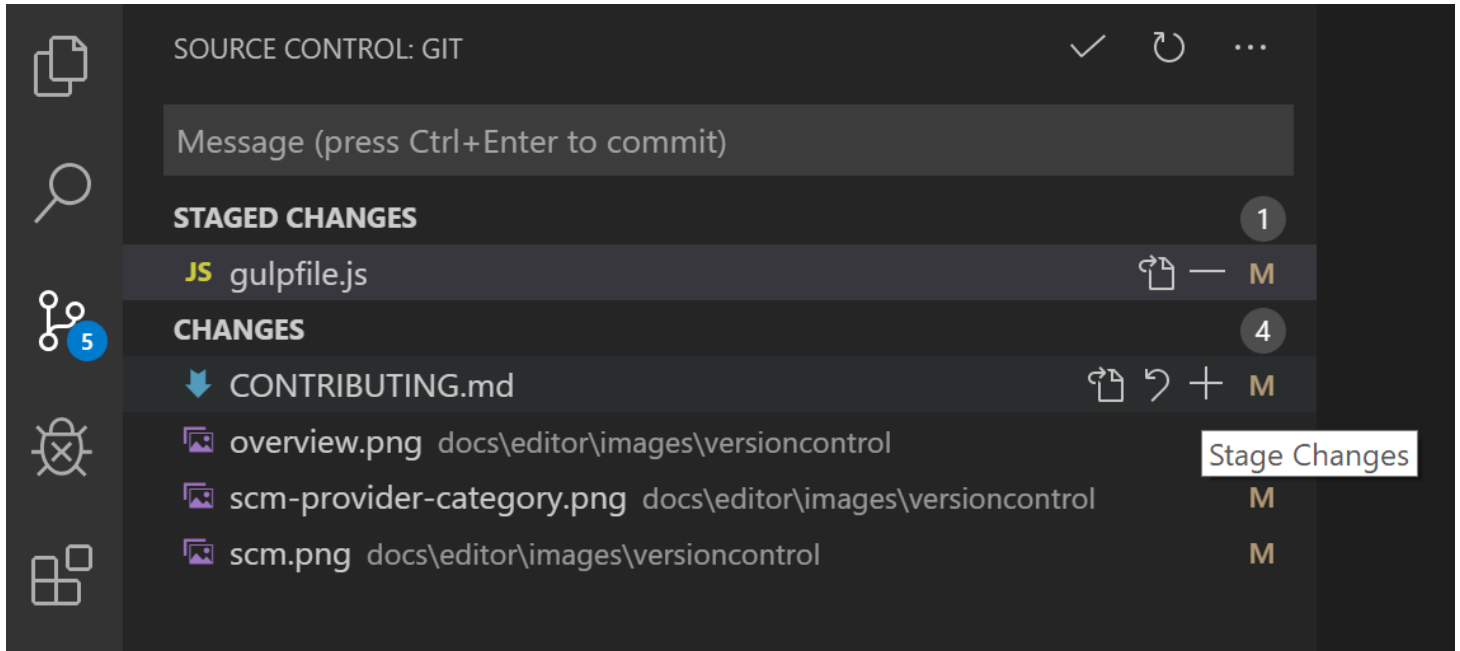 SOURCE CONTROL: GIT
Message (press Ctrl+Enter to commit)
STAGED CHANGES 1
JS gulpfile.js M
5
CHANGES 4
CONTRIBUTING.md M
overview.png docs\editor\images\versioncontrol
Stage Changes
scm-provider-category.png docs\editor\images\versioncontrol M
scm.png docs\editor\images\versioncontrol M